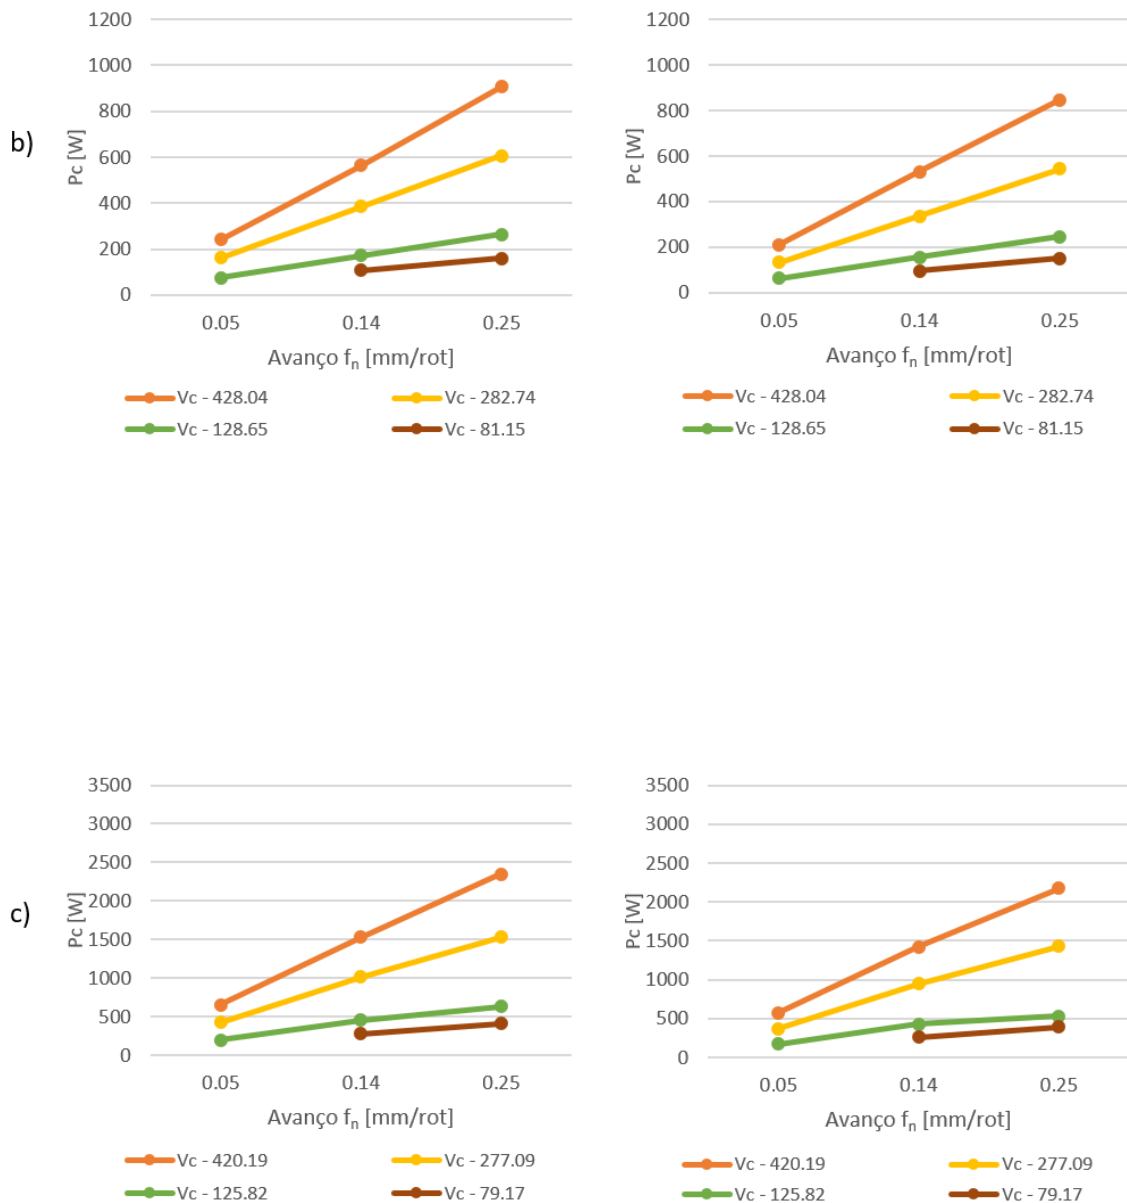 b)
1200
1000
800
600
400
200
0
Pc [W]
0.05 0.14 0.25
Avanço fn [mm/rot]
Vc - 428.04 Vc - 282.74
Vc - 128.65 Vc - 81.15
1200
1000
800
600
400
200
0
Pc [W]
0.05 0.14 0.25
Avanço fn [mm/rot]
Vc - 428.04 Vc - 282.74
Vc - 128.65 Vc - 81.15
c)
3500
3000
2500
2000
1500
1000
500
0
Pc [W]
0.05 0.14 0.25
Avanço fn [mm/rot]
Vc - 420.19 Vc - 277.09
Vc - 125.82 Vc - 79.17
3500
3000
2500
2000
1500
1000
500
0
Pc [W]
0.05 0.14 0.25
Avanço fn [mm/rot]
Vc - 420.19 Vc - 277.09
Vc - 125.82 Vc - 79.17